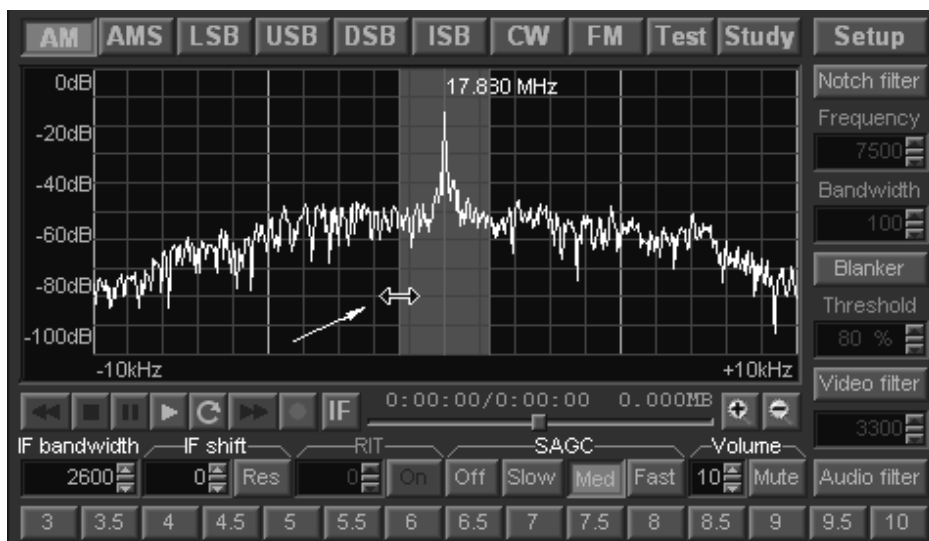 AM AMS LSB USB DSB ISB CW FM Test Study Setup
0dB 17.830 MHz Notch filter
Frequency
-20dB 7500
-40dB Bandwidth
100
-60dB
Blanker
-80dB Threshold
-100dB 80 %
-10kHz +10kHz
Video filter
IF 0:00:00/0:00:00 0.000MB
3300
IF bandwidth IF shift RIT SAGC Volume
2600 0 Res 0 On Off Slow Med Fast 10 Mute Audio filter
3 3.5 4 4.5 5 5.5 6 6.5 7 7.5 8 8.5 9 9.5 10